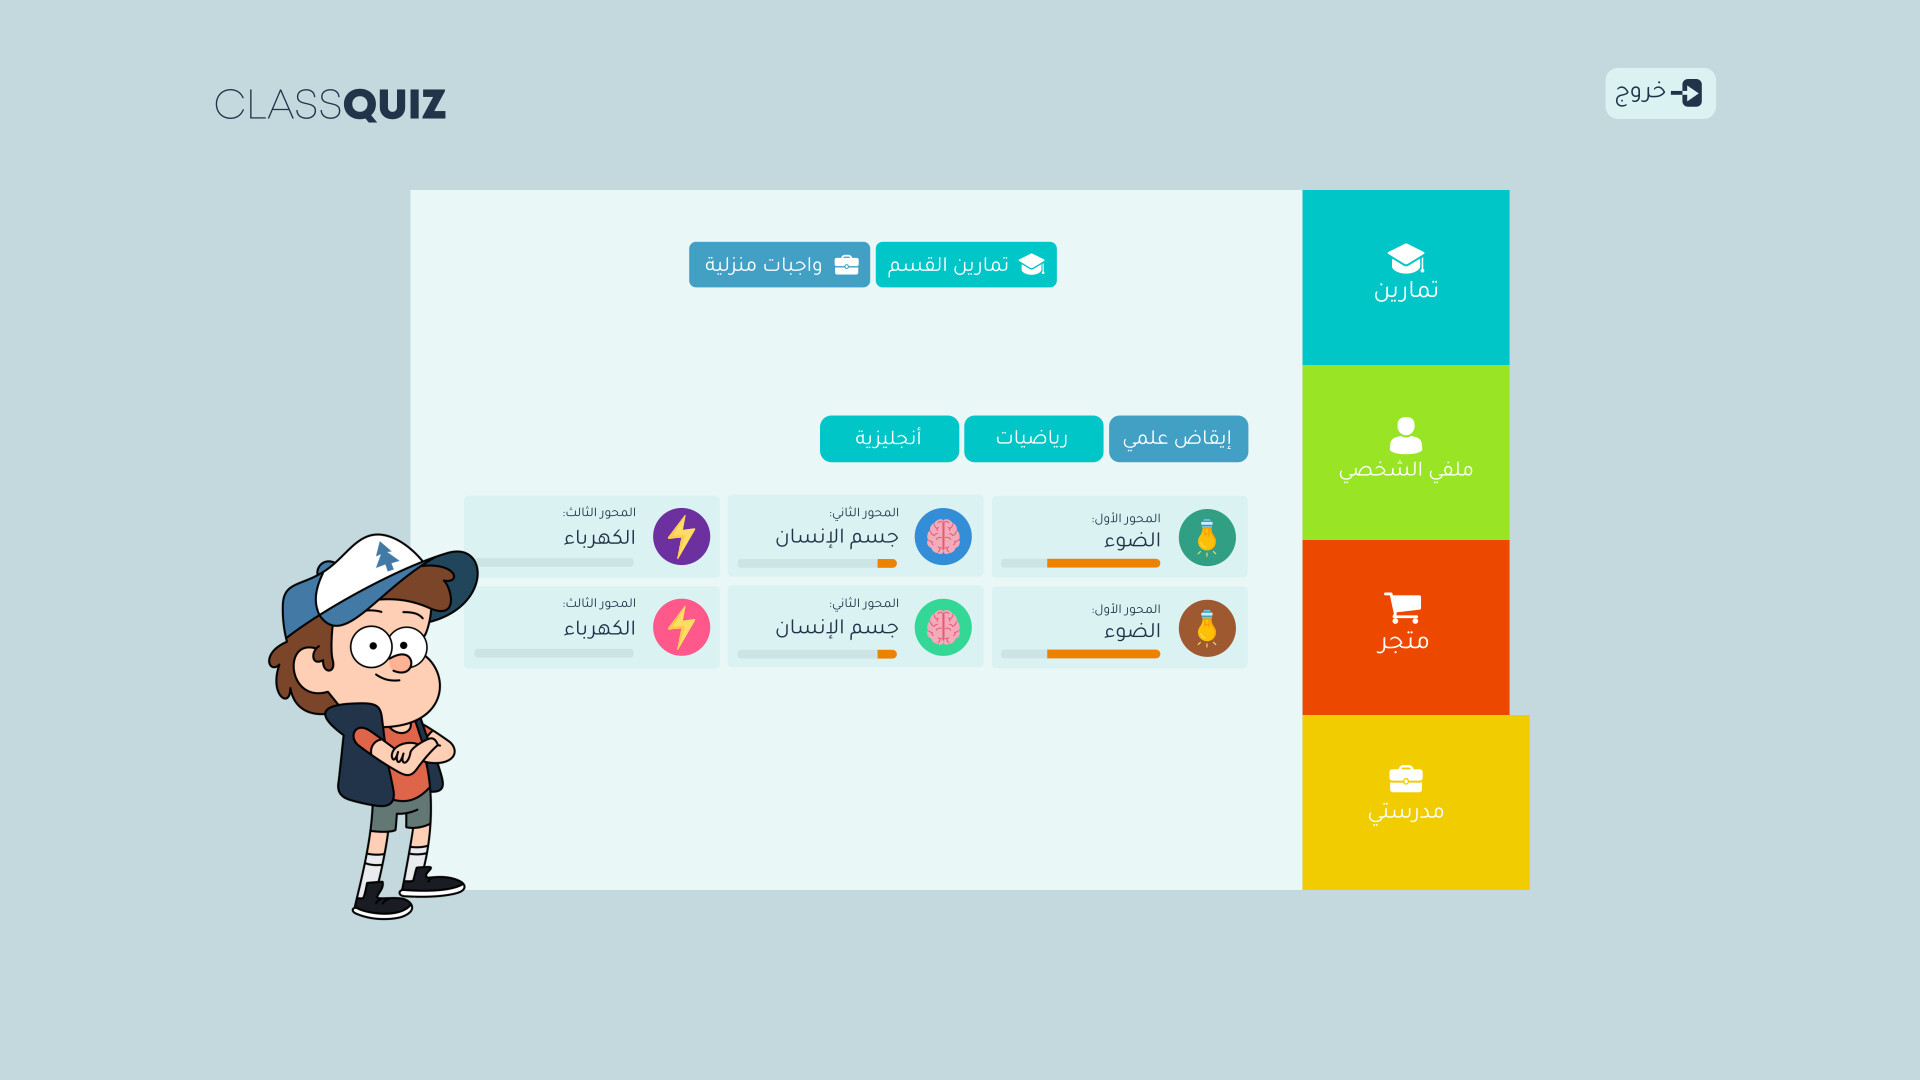 CLASSQUIZ
خروج
تمارين القسم
واجبات منزلية
تمارين
ملفي الشخصي
متجر
مدرستي
إيقاض علمي
رياضيات
أنجليزية
المحور الأول:
الضوء
المحور الثاني:
جسم الإنسان
المحور الثالث:
الكهرباء
المحور الأول:
الضوء
المحور الثاني:
جسم الإنسان
المحور الثالث:
الكهرباء